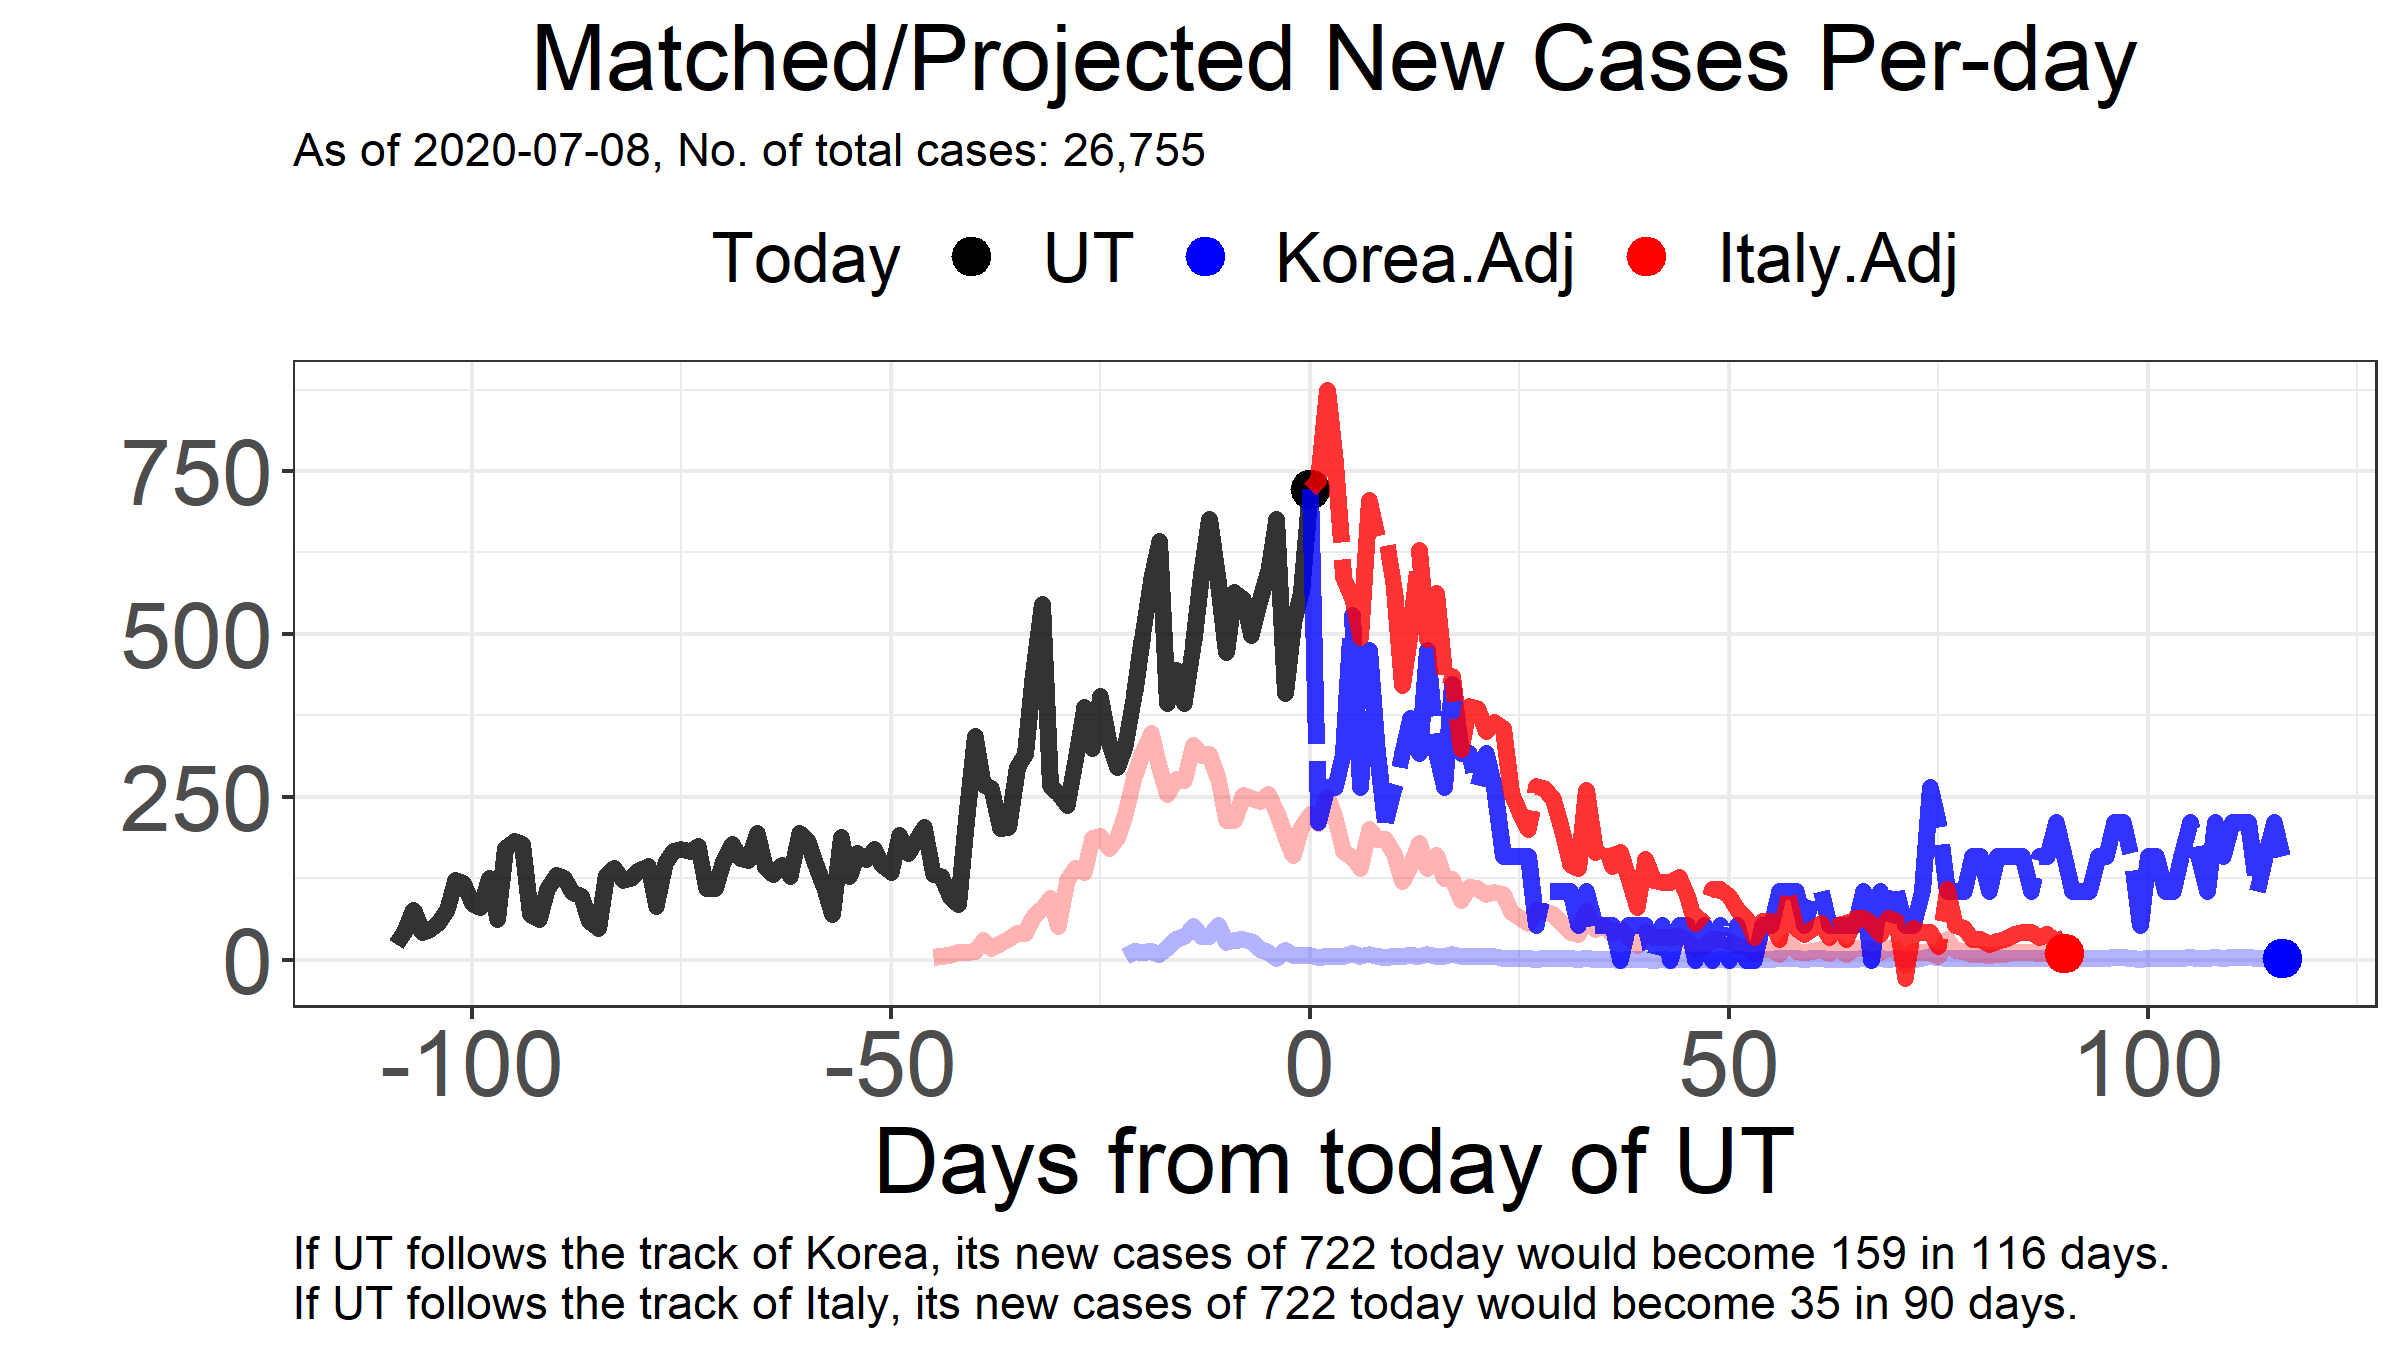 Matched/Projected New Cases Per-day
As of 2020-07-08, No. of total cases: 26,755
Today UT Korea.Adj Italy.Adj
750
500
250
0
-100 -50 0 50 100
Days from today of UT
If UT follows the track of Korea, its new cases of 722 today would become 159 in 116 days.
If UT follows the track of Italy, its new cases of 722 today would become 35 in 90 days.